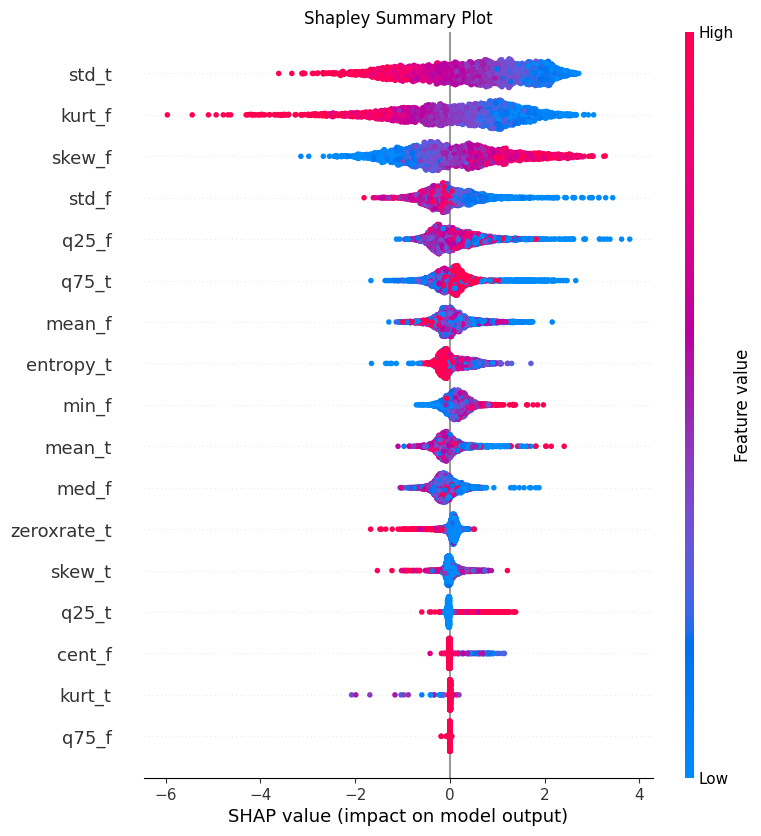 Shapley Summary Plot
High
std_t
kurt_f
skew_f
std_f
q25_f
q75_t
mean_f
entropy_t
min_f
mean_t
med_f
zeroxrate_t
skew_t
q25_t
cent_f
kurt_t
q75_f
Feature value
Low
−6 −4 −2 0 2 4
SHAP value (impact on model output)